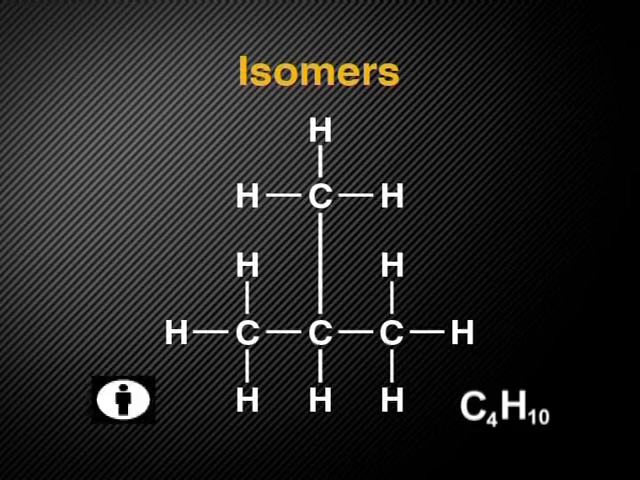 Isomers
H
H—C—H
H H
H—C—C—C—H
H H H
C₄H₁₀